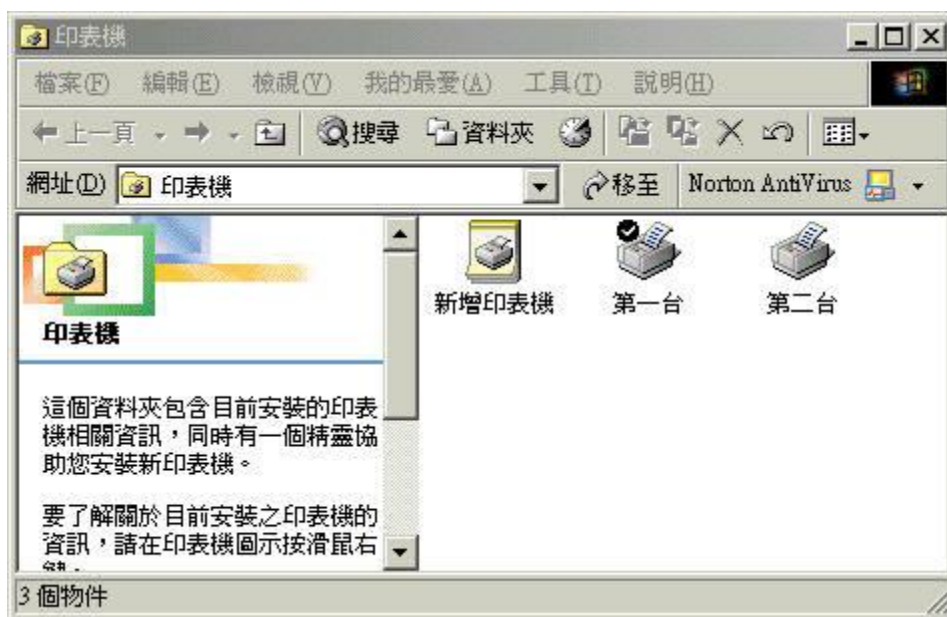 印表機
檔案(F) 編輯(E) 檢視(V) 我的最愛(A) 工具(T) 說明(H)
上一頁 搜尋 資料夾
網址(D) 印表機 移至 Norton AntiVirus
新增印表機 第一台 第二台
印表機
這個資料夾包含目前安裝的印表
機相關資訊，同時有一個精靈協
助您安裝新印表機。
要了解關於目前安裝之印表機的
資訊，請在印表機圖示按滑鼠右
3 個物件